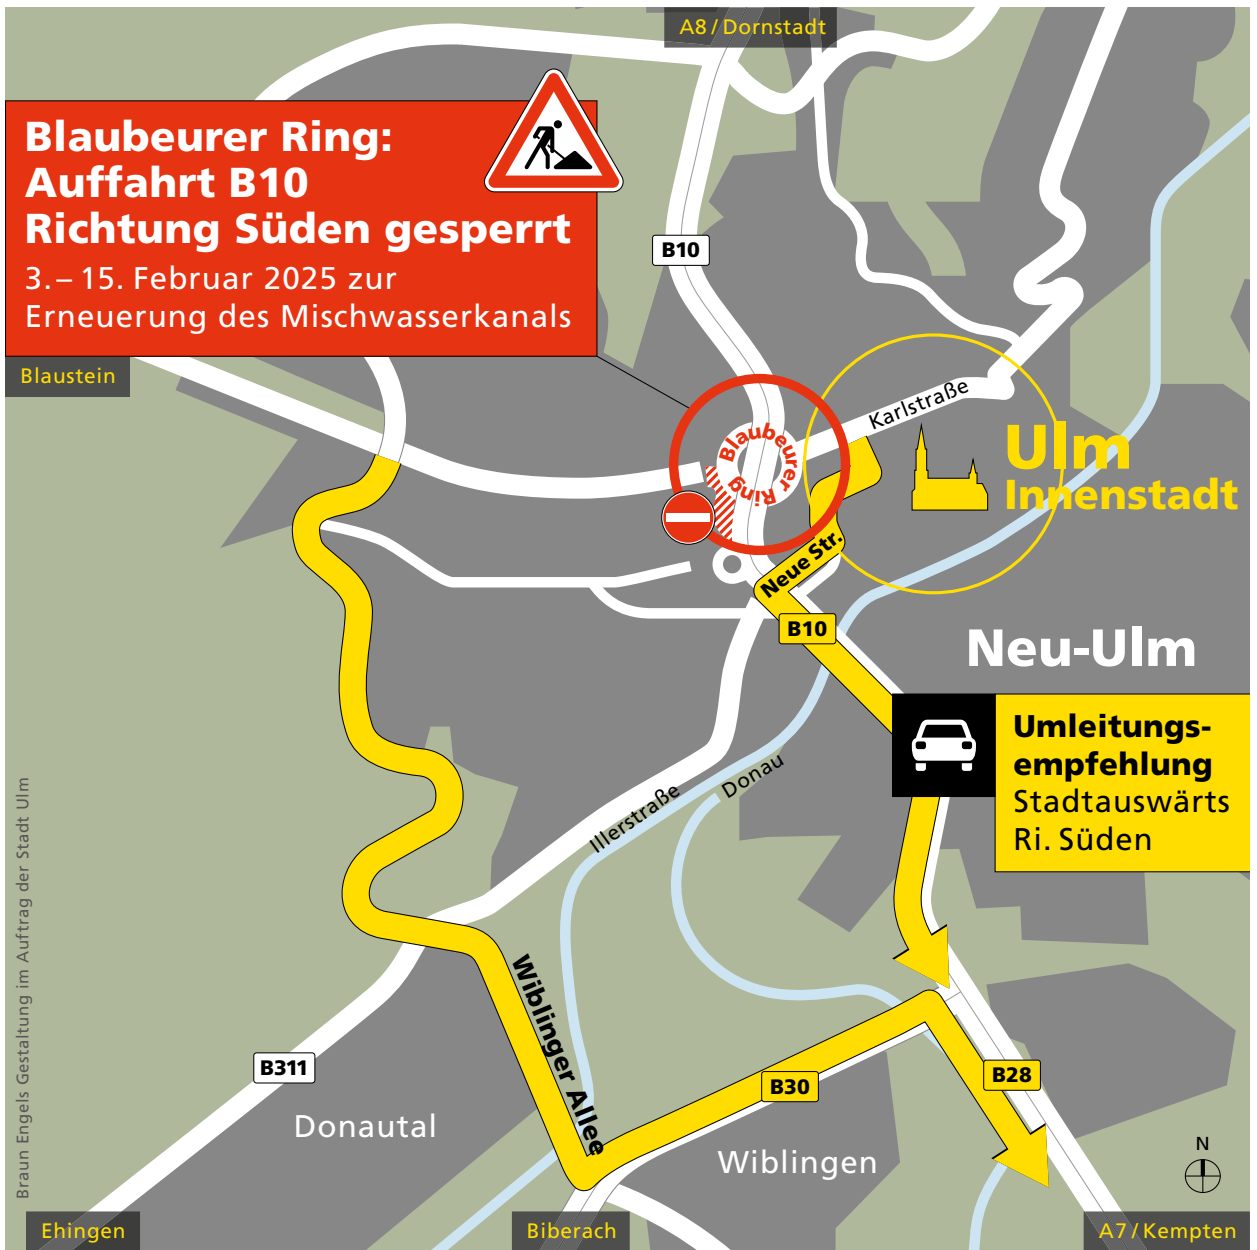 A8 / Dornstadt
Blaubeurer Ring:
Auffahrt B10
Richtung Süden gesperrt
3. – 15. Februar 2025 zur
Erneuerung des Mischwasserkanals
B10
Blaustein
Karlstraße
Blaubeurer Ring
Ulm
Innenstadt
Neue Str.
B10
Neu-Ulm
Umleitungs-
empfehlung
Stadtauswärts
Ri. Süden
Donau
Illerstraße
Wiblinger Allee
B311
B30
B28
Donautal
Wiblingen
N
Ehingen
Biberach
A7 / Kempten
Braun Engels Gestaltung im Auftrag der Stadt Ulm